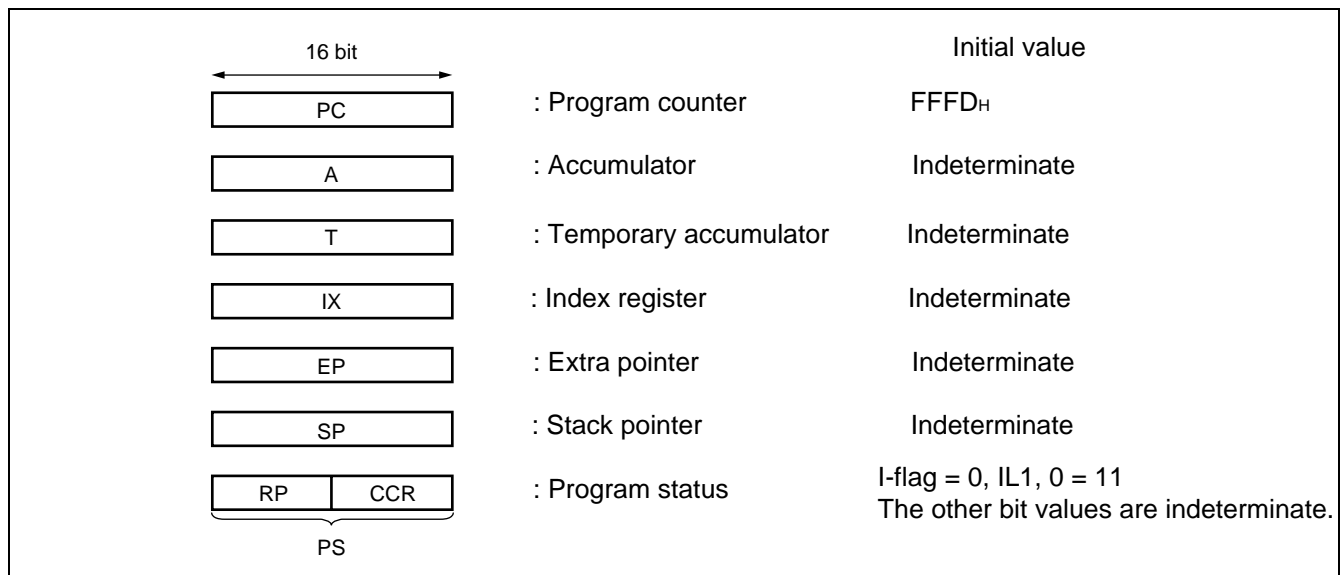 16 bit
Initial value
PC : Program counter FFFDH
A : Accumulator Indeterminate
T : Temporary accumulator Indeterminate
IX : Index register Indeterminate
EP : Extra pointer Indeterminate
SP : Stack pointer Indeterminate
RP CCR : Program status I-flag = 0, IL1, 0 = 11
The other bit values are indeterminate.
PS